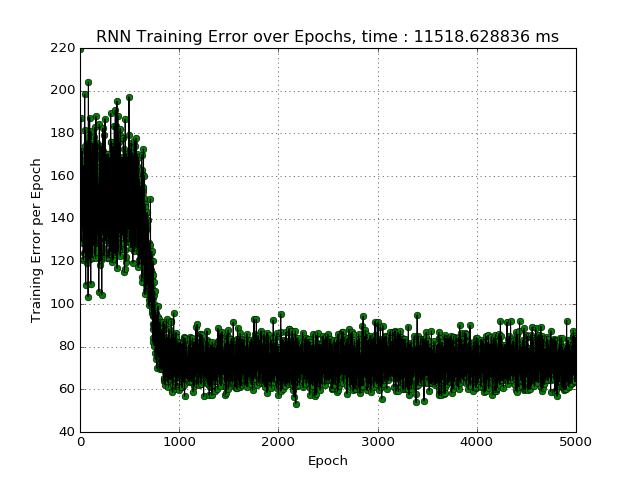 RNN Training Error over Epochs, time : 11518.628836 ms
220
200
180
160
140
120
100
80
60
40
Training Error per Epoch
0 1000 2000 3000 4000 5000
Epoch